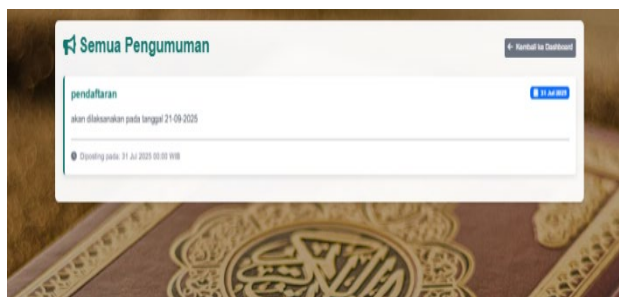 Semua Pengumuman
← Kembali ke Dashboard
pendaftaran
31 Jul 2025
akan dilaksanakan pada tanggal 21-09-2025
Diposting pada: 31 Jul 2025 00:00 WIB